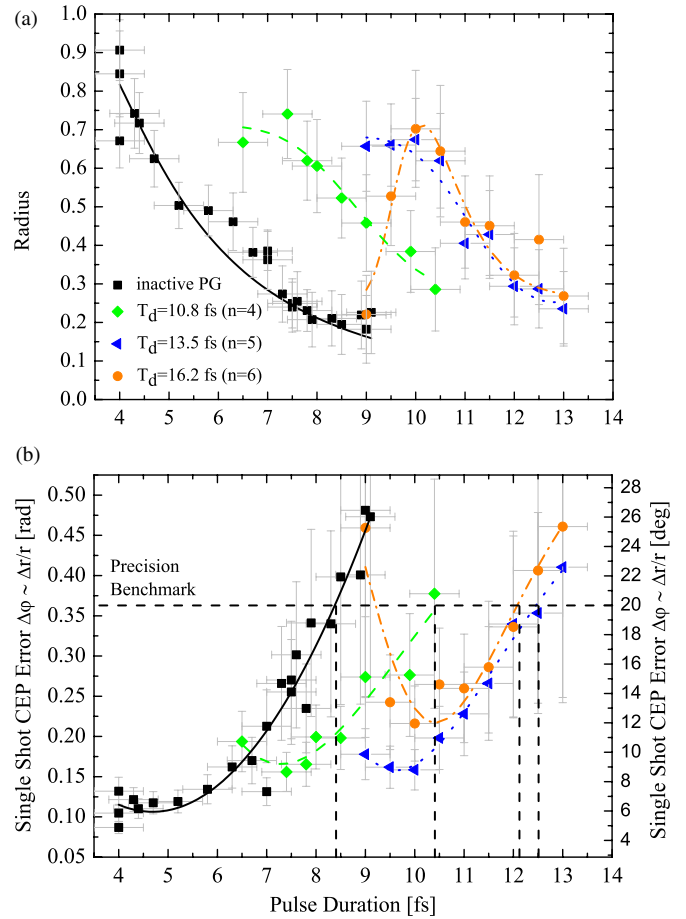 (a)
1.0
0.9
0.8
0.7
0.6
0.5
0.4
0.3
0.2
0.1
0.0
Radius
inactive PG
T_d=10.8 fs (n=4)
T_d=13.5 fs (n=5)
T_d=16.2 fs (n=6)
4 5 6 7 8 9 10 11 12 13 14
(b)
0.50
0.45
0.40
0.35
0.30
0.25
0.20
0.15
0.10
0.05
Single Shot CEP Error Δφ ~ Δr/r [rad]
Precision
Benchmark
26
24
22
20
18
16
14
12
10
8
6
4
Single Shot CEP Error Δφ ~ Δr/r [deg]
4 5 6 7 8 9 10 11 12 13 14
Pulse Duration [fs]